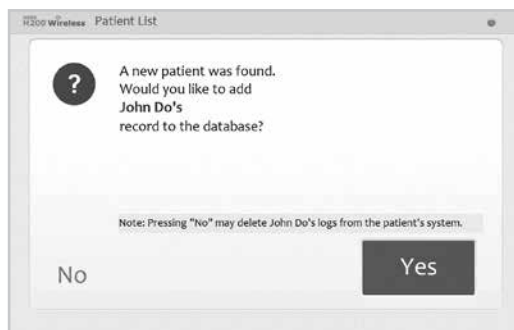 H200 Wireless Patient List
?
A new patient was found.
Would you like to add
John Do's
record to the database?
Note: Pressing "No" may delete John Do's logs from the patient's system.
No
Yes